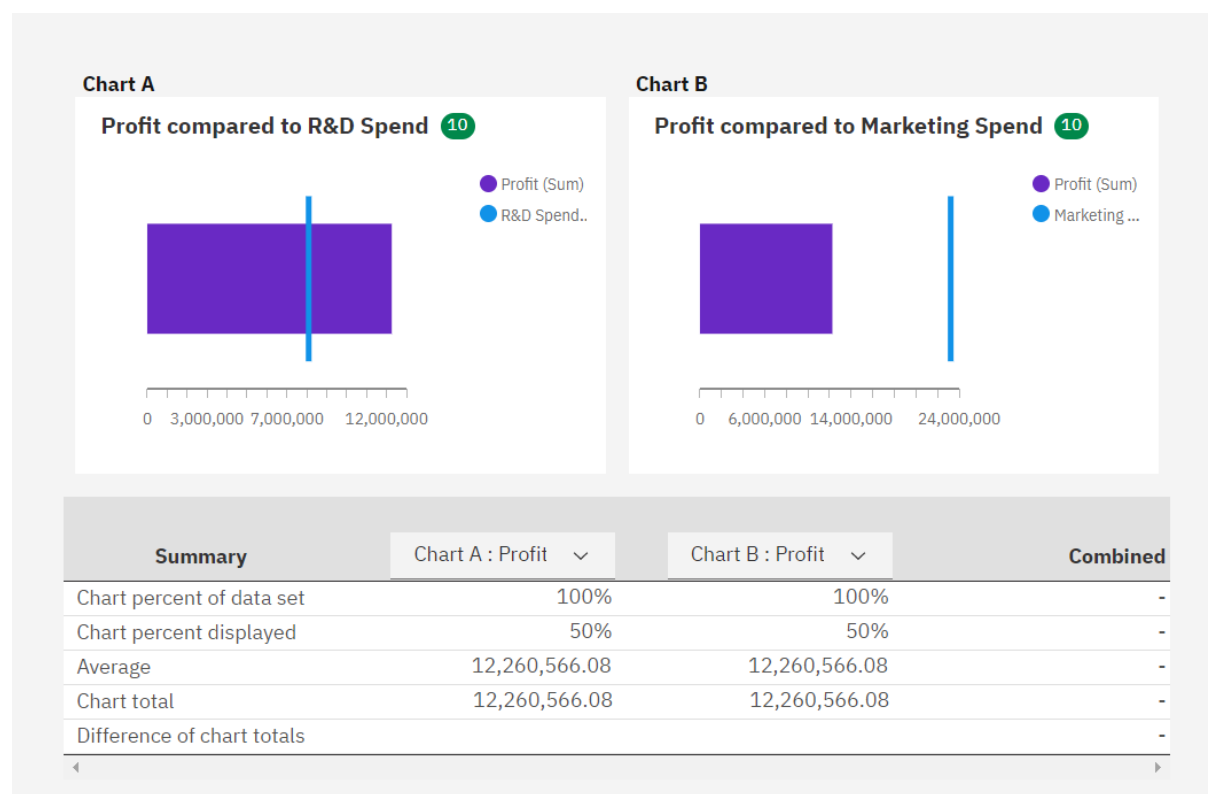 Chart A
Profit compared to R&D Spend 10
Profit (Sum)
R&D Spend..
0 3,000,000 7,000,000 12,000,000
Chart B
Profit compared to Marketing Spend 10
Profit (Sum)
Marketing ...
0 6,000,000 14,000,000 24,000,000
Summary Chart A : Profit Chart B : Profit Combined
Chart percent of data set 100% 100% -
Chart percent displayed 50% 50% -
Average 12,260,566.08 12,260,566.08 -
Chart total 12,260,566.08 12,260,566.08 -
Difference of chart totals -